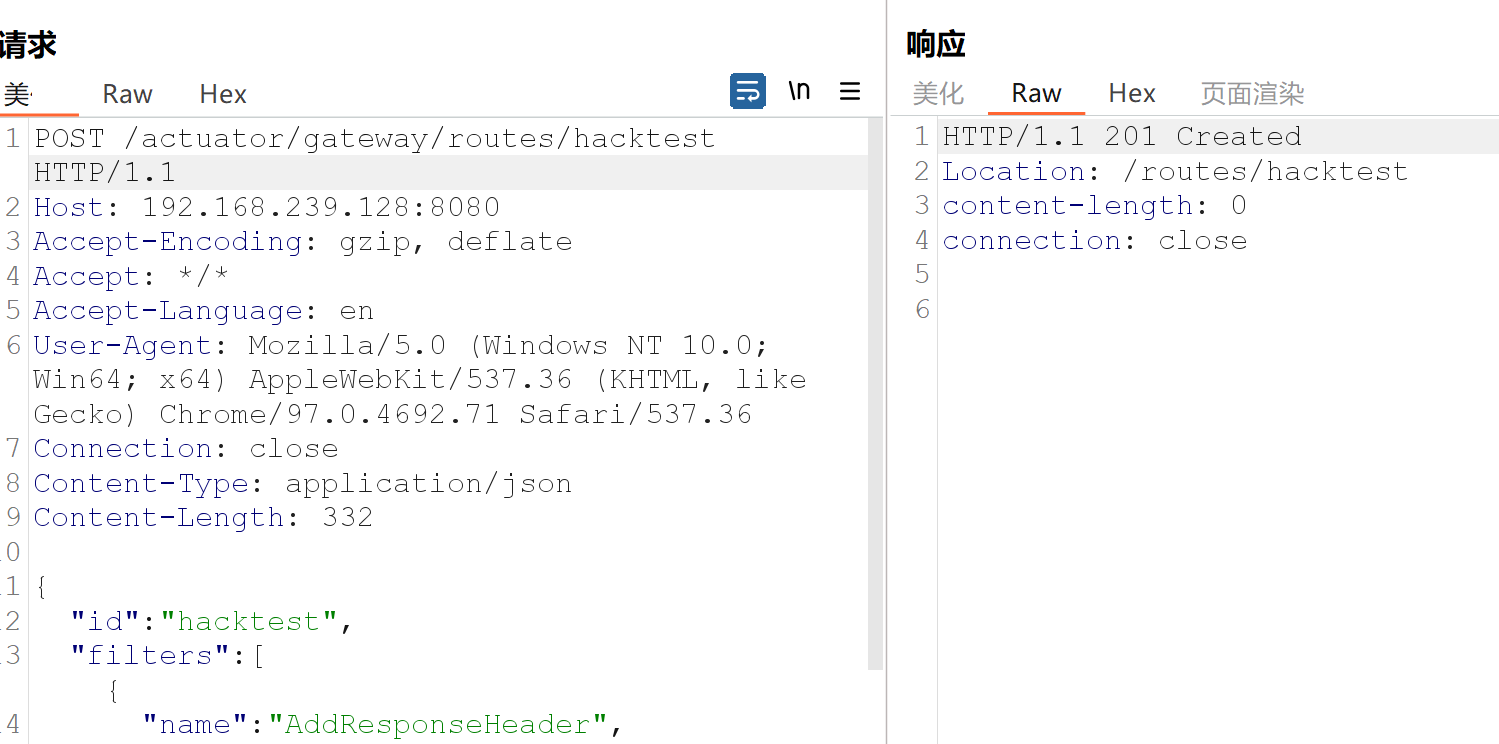 请求
美
Raw
Hex
\n
1 POST /actuator/gateway/routes/hacktest
HTTP/1.1
2 Host: 192.168.239.128:8080
3 Accept-Encoding: gzip, deflate
4 Accept: */*
5 Accept-Language: en
6 User-Agent: Mozilla/5.0 (Windows NT 10.0;
Win64; x64) AppleWebKit/537.36 (KHTML, like
Gecko) Chrome/97.0.4692.71 Safari/537.36
7 Connection: close
8 Content-Type: application/json
9 Content-Length: 332
0
1 {
2 "id":"hacktest",
3 "filters":[
{
4 "name":"AddResponseHeader",
响应
美化
Raw
Hex
页面渲染
1 HTTP/1.1 201 Created
2 Location: /routes/hacktest
3 content-length: 0
4 connection: close
5
6